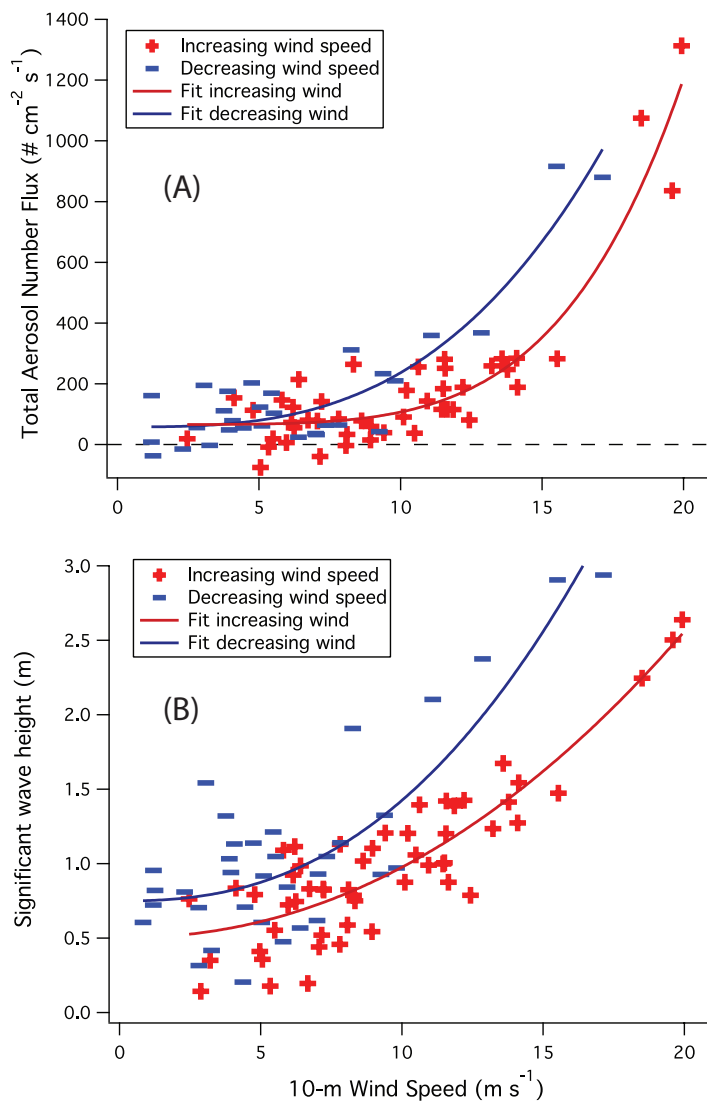 1400
1200
1000
800
600
400
200
0
Total Aerosol Number Flux (# cm⁻² s⁻¹)
Increasing wind speed
Decreasing wind speed
Fit increasing wind
Fit decreasing wind
(A)
0 5 10 15 20
3.0
2.5
2.0
1.5
1.0
0.5
0.0
Significant wave height (m)
Increasing wind speed
Decreasing wind speed
Fit increasing wind
Fit decreasing wind
(B)
0 5 10 15 20
10-m Wind Speed (m s⁻¹)